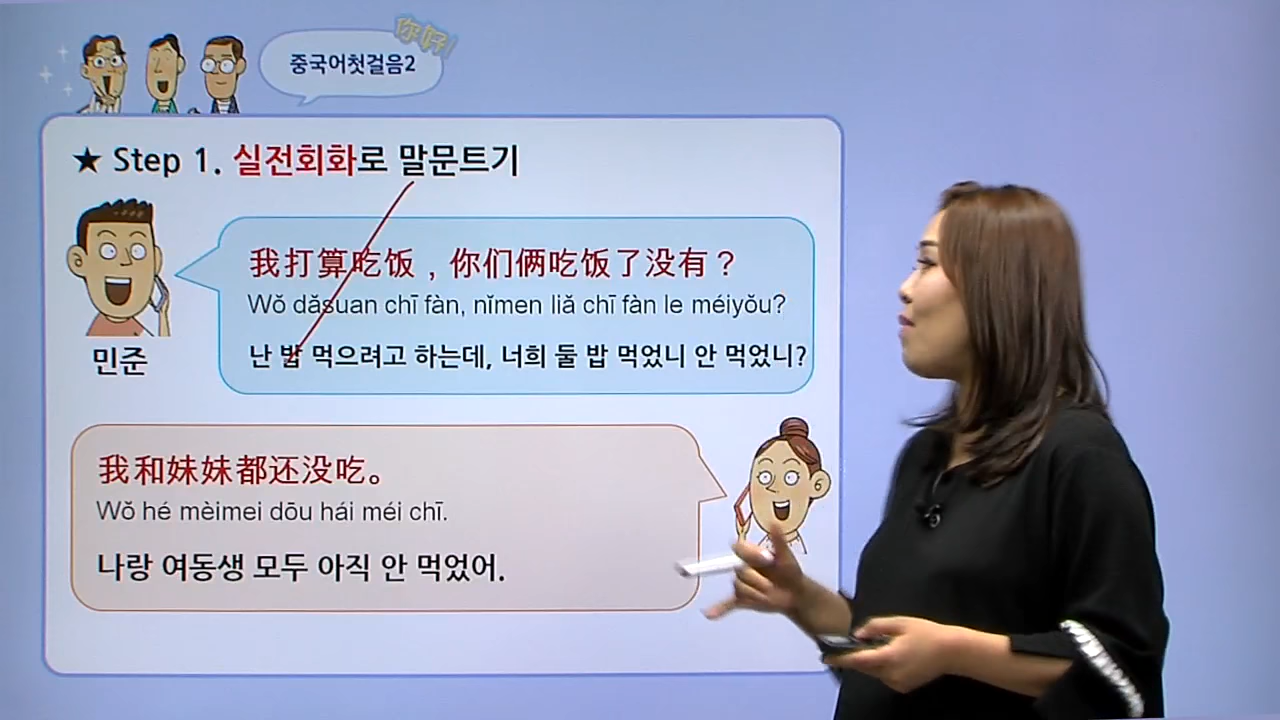 你好!
중국어첫걸음2
★ Step 1. 실전회화로 말문트기
我打算吃饭，你们俩吃饭了没有？
Wǒ dǎsuan chī fàn, nǐmen liǎ chī fàn le méiyǒu?
난 밥 먹으려고 하는데, 너희 둘 밥 먹었니 안 먹었니?
민준
我和妹妹都还没吃。
Wǒ hé mèimei dōu hái méi chī.
나랑 여동생 모두 아직 안 먹었어.